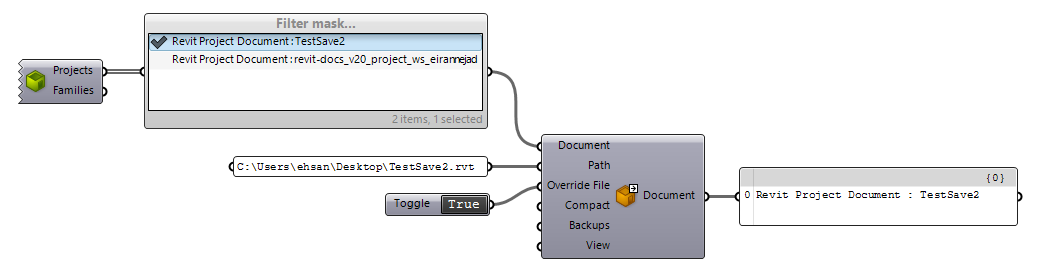 Filter mask...
Revit Project Document : TestSave2
Revit Project Document : revit-docs_v20_project_ws_eirannejad
2 items, 1 selected
Projects
Families
C:\Users\ehsan\Desktop\TestSave2.rvt
Toggle True
Document
Path
Override File
Compact
Backups
View
Document
{0}
0 Revit Project Document : TestSave2